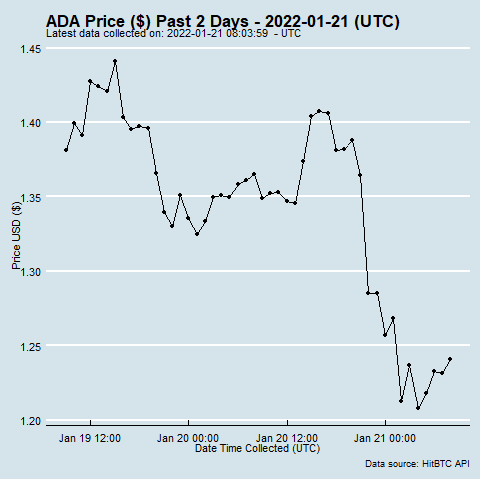 ADA Price ($) Past 2 Days - 2022-01-21 (UTC)
Latest data collected on: 2022-01-21 08:03:59 - UTC
1.45
1.40
1.35
1.30
1.25
1.20
Price USD ($)
Jan 19 12:00
Jan 20 00:00
Jan 20 12:00
Jan 21 00:00
Date Time Collected (UTC)
Data source: HitBTC API